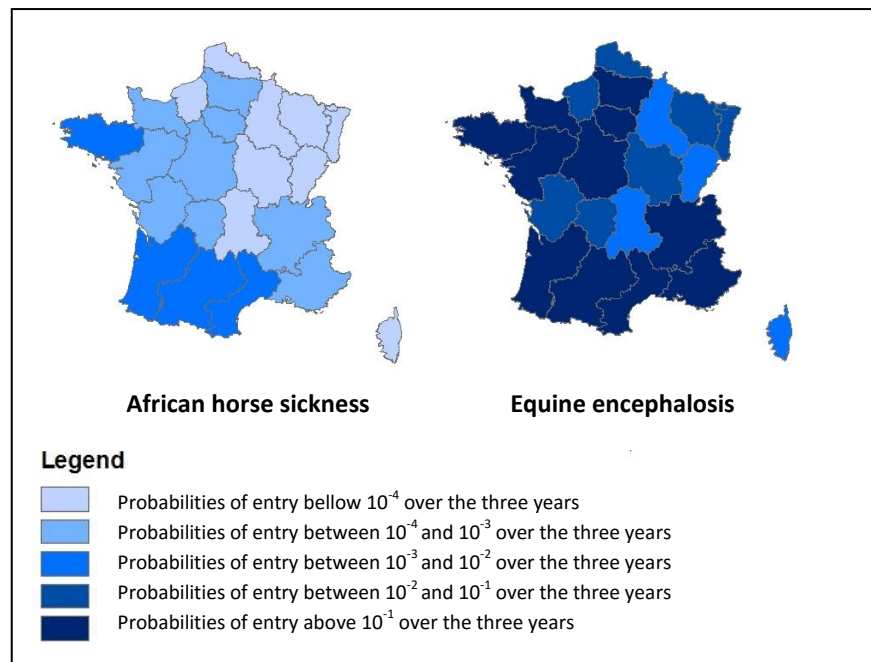 African horse sickness
Equine encephalosis
Legend
Probabilities of entry bellow 10⁻⁴ over the three years
Probabilities of entry between 10⁻⁴ and 10⁻³ over the three years
Probabilities of entry between 10⁻³ and 10⁻² over the three years
Probabilities of entry between 10⁻² and 10⁻¹ over the three years
Probabilities of entry above 10⁻¹ over the three years